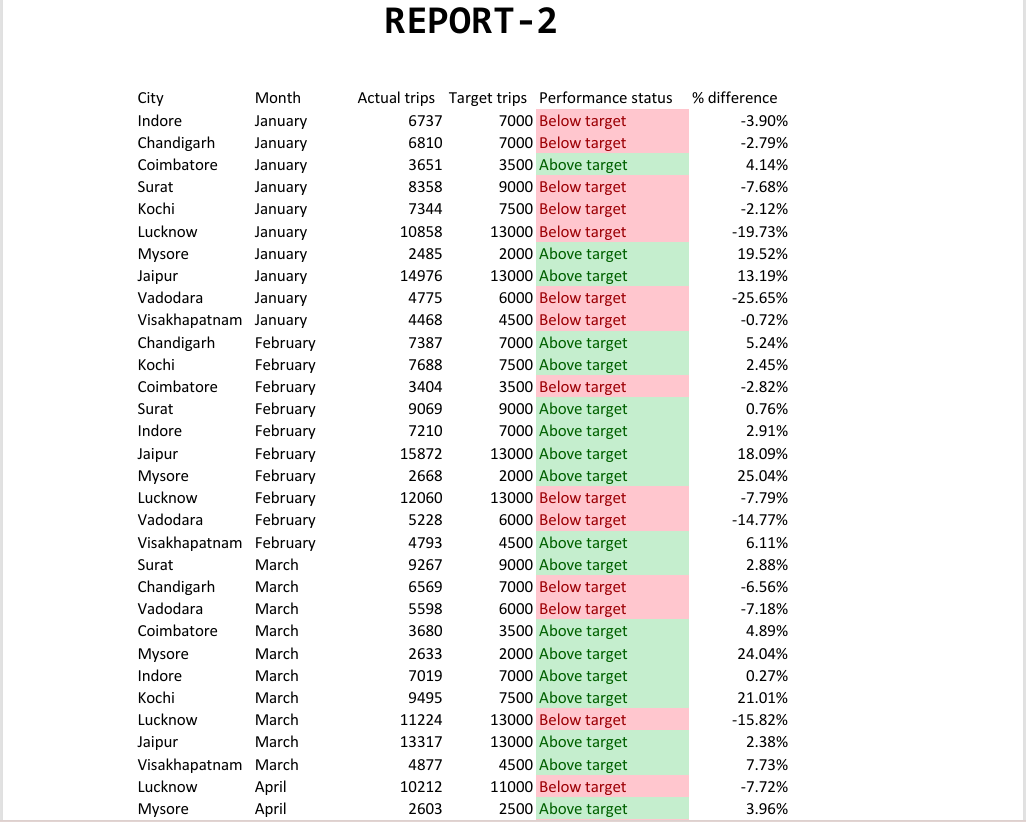 REPORT-2
City Month Actual trips Target trips Performance status % difference
Indore January 6737 7000 Below target -3.90%
Chandigarh January 6810 7000 Below target -2.79%
Coimbatore January 3651 3500 Above target 4.14%
Surat January 8358 9000 Below target -7.68%
Kochi January 7344 7500 Below target -2.12%
Lucknow January 10858 13000 Below target -19.73%
Mysore January 2485 2000 Above target 19.52%
Jaipur January 14976 13000 Above target 13.19%
Vadodara January 4775 6000 Below target -25.65%
Visakhapatnam January 4468 4500 Below target -0.72%
Chandigarh February 7387 7000 Above target 5.24%
Kochi February 7688 7500 Above target 2.45%
Coimbatore February 3404 3500 Below target -2.82%
Surat February 9069 9000 Above target 0.76%
Indore February 7210 7000 Above target 2.91%
Jaipur February 15872 13000 Above target 18.09%
Mysore February 2668 2000 Above target 25.04%
Lucknow February 12060 13000 Below target -7.79%
Vadodara February 5228 6000 Below target -14.77%
Visakhapatnam February 4793 4500 Above target 6.11%
Surat March 9267 9000 Above target 2.88%
Chandigarh March 6569 7000 Below target -6.56%
Vadodara March 5598 6000 Below target -7.18%
Coimbatore March 3680 3500 Above target 4.89%
Mysore March 2633 2000 Above target 24.04%
Indore March 7019 7000 Above target 0.27%
Kochi March 9495 7500 Above target 21.01%
Lucknow March 11224 13000 Below target -15.82%
Jaipur March 13317 13000 Above target 2.38%
Visakhapatnam March 4877 4500 Above target 7.73%
Lucknow April 10212 11000 Below target -7.72%
Mysore April 2603 2500 Above target 3.96%